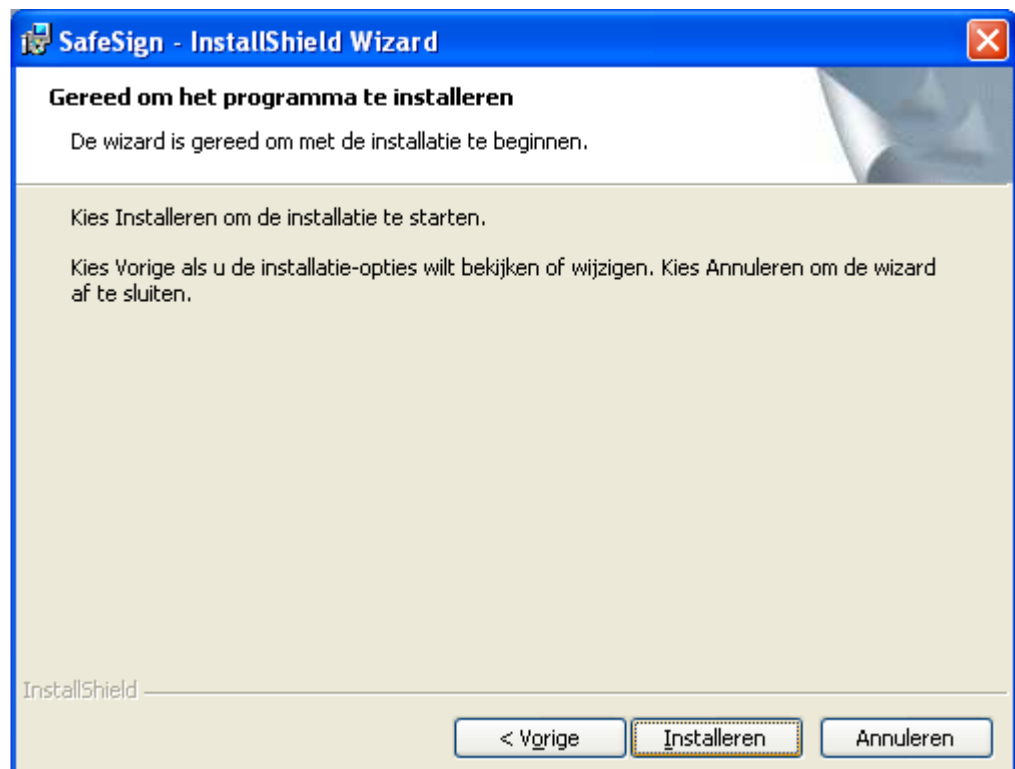 SafeSign - InstallShield Wizard
Gereed om het programma te installeren
De wizard is gereed om met de installatie te beginnen.
Kies Installeren om de installatie te starten.
Kies Vorige als u de installatie-opties wilt bekijken of wijzigen. Kies Annuleren om de wizard
af te sluiten.
InstallShield
< Vorige
Installeren
Annuleren